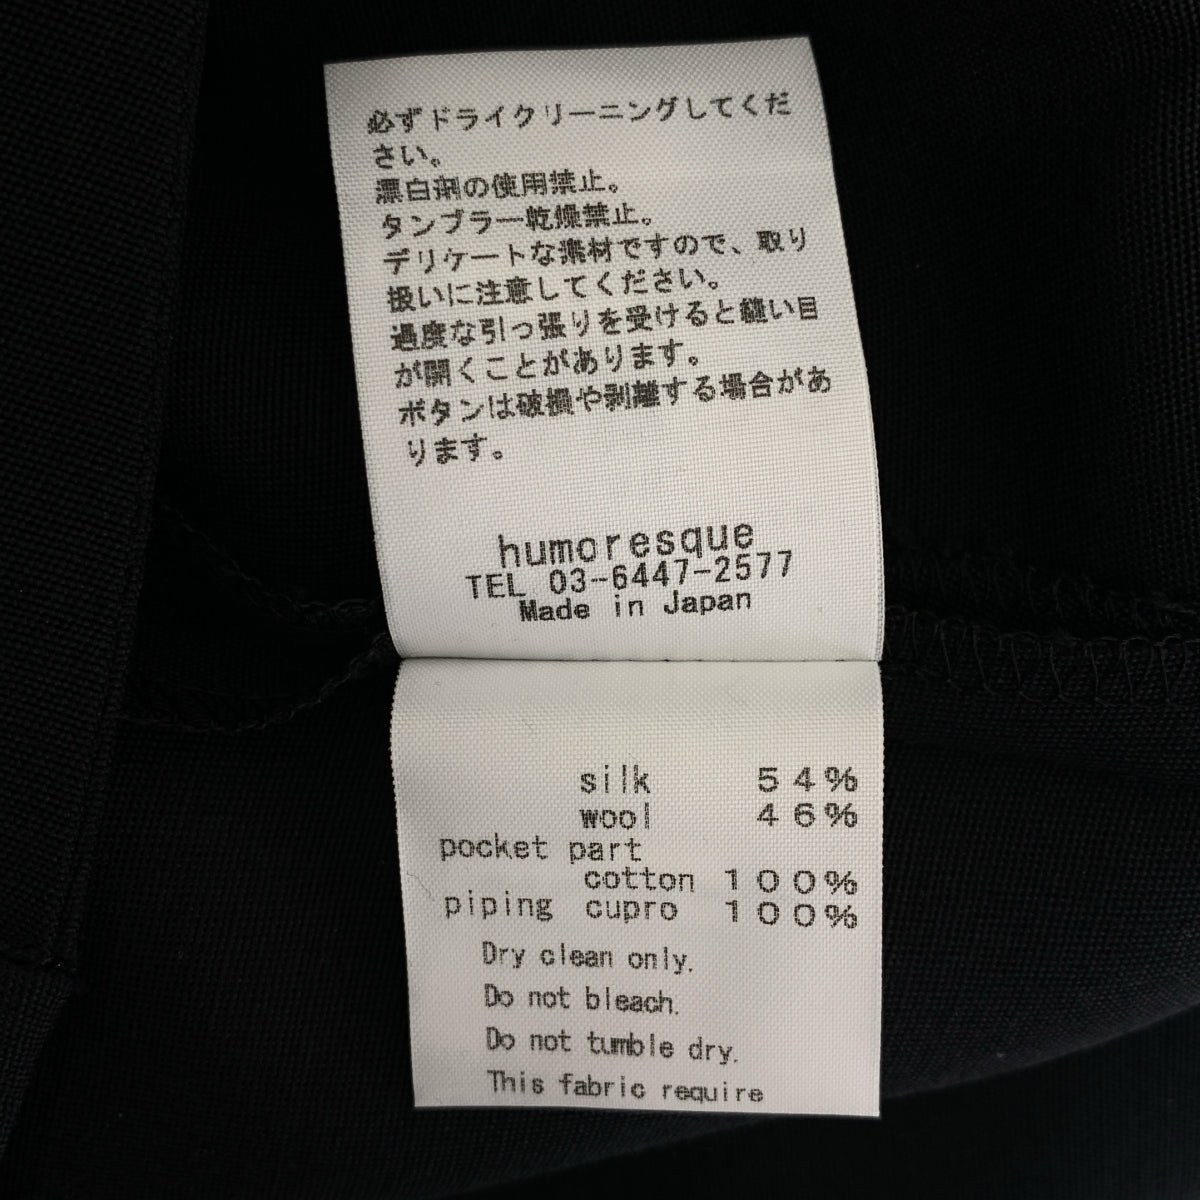 必ずドライクリーニングしてくだ
さい。
漂白剤の使用禁止。
タンブラー乾燥禁止。
デリケートな素材ですので、取り
扱いに注意してください。
過度な引っ張りを受けると縫い目
が開くことがあります。
ボタンは破損や剥離する場合があ
ります。
humoresque
TEL 03-6447-2577
Made in Japan
silk 54%
wool 46%
pocket part
cotton 100%
piping cupro 100%
Dry clean only.
Do not bleach.
Do not tumble dry.
This fabric require